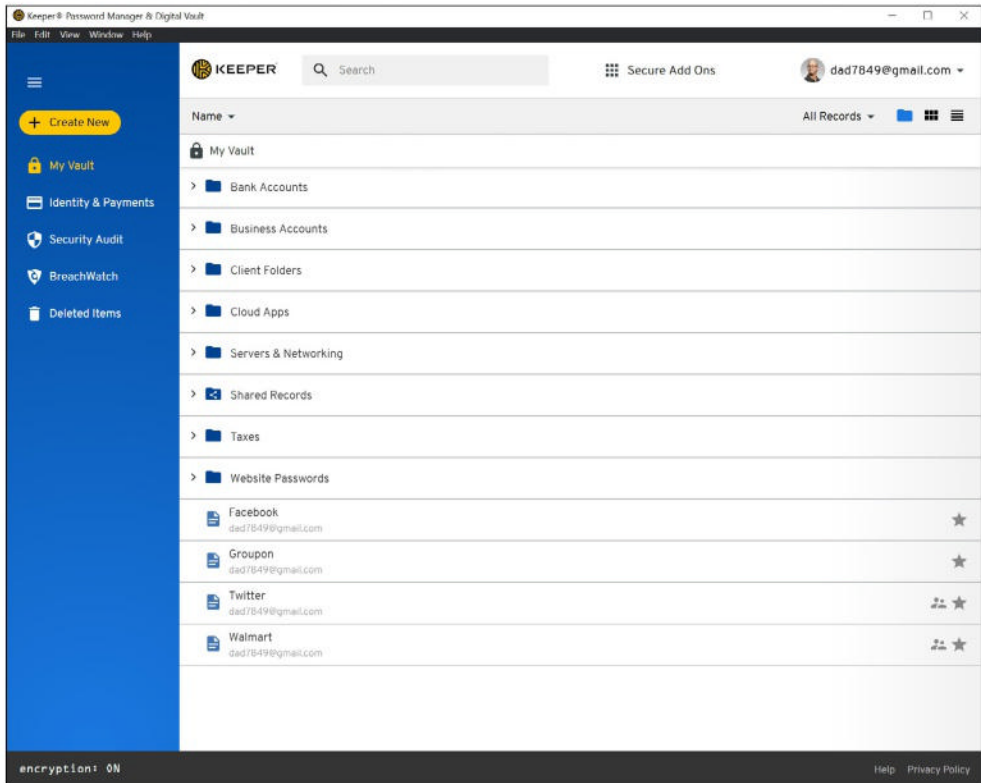 Keeper® Password Manager & Digital Vault
File Edit View Window Help
KEEPER
Search
Secure Add Ons
dad7849@gmail.com
Create New
Name
All Records
My Vault
My Vault
Bank Accounts
Identity & Payments
Business Accounts
Security Audit
Client Folders
BreachWatch
Cloud Apps
Deleted Items
Servers & Networking
Shared Records
Taxes
Website Passwords
Facebook
dad7849@gmail.com
Groupon
dad7849@gmail.com
Twitter
dad7849@gmail.com
Walmart
dad7849@gmail.com
encryption: ON
Help Privacy Policy